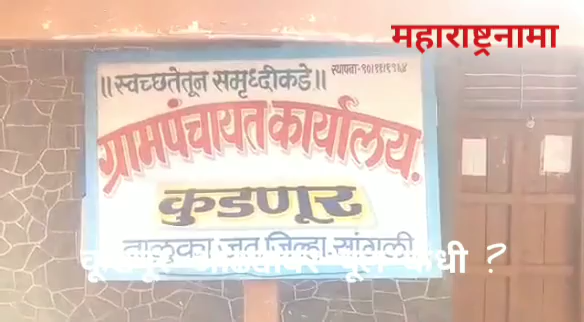 महाराष्ट्रनामा
॥स्वच्छतेतून समृध्दीकडे॥
ग्रामपंचायत कार्यालय.
कुडणूर
तालुका जत जिल्हा सांगली
?